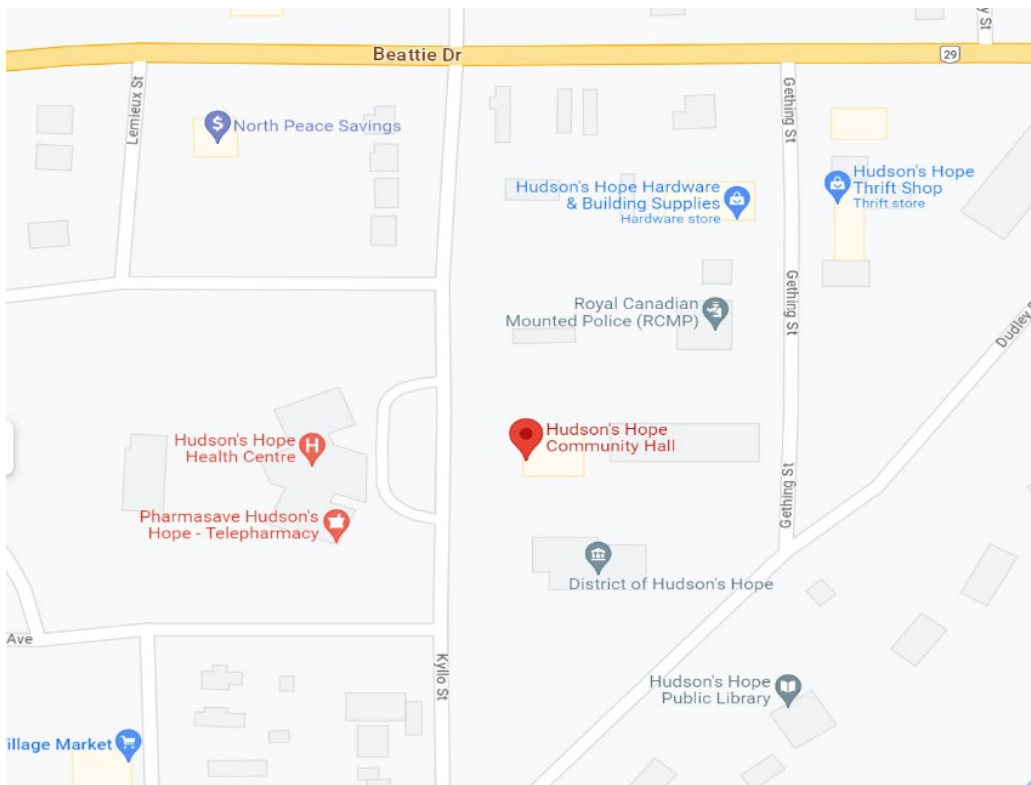 y St
Beattie Dr
29
Lemieux St
Gething St
North Peace Savings
Hudson's Hope Hardware
& Building Supplies
Hardware store
Hudson's Hope
Thrift Shop
Thrift store
Gething St
Royal Canadian
Mounted Police (RCMP)
Dudley
Hudson's Hope
Community Hall
Hudson's Hope
Health Centre
H
Gething St
Pharmasave Hudson's
Hope - Telepharmacy
District of Hudson's Hope
Ave
Kyllo St
Hudson's Hope
Public Library
illage Market